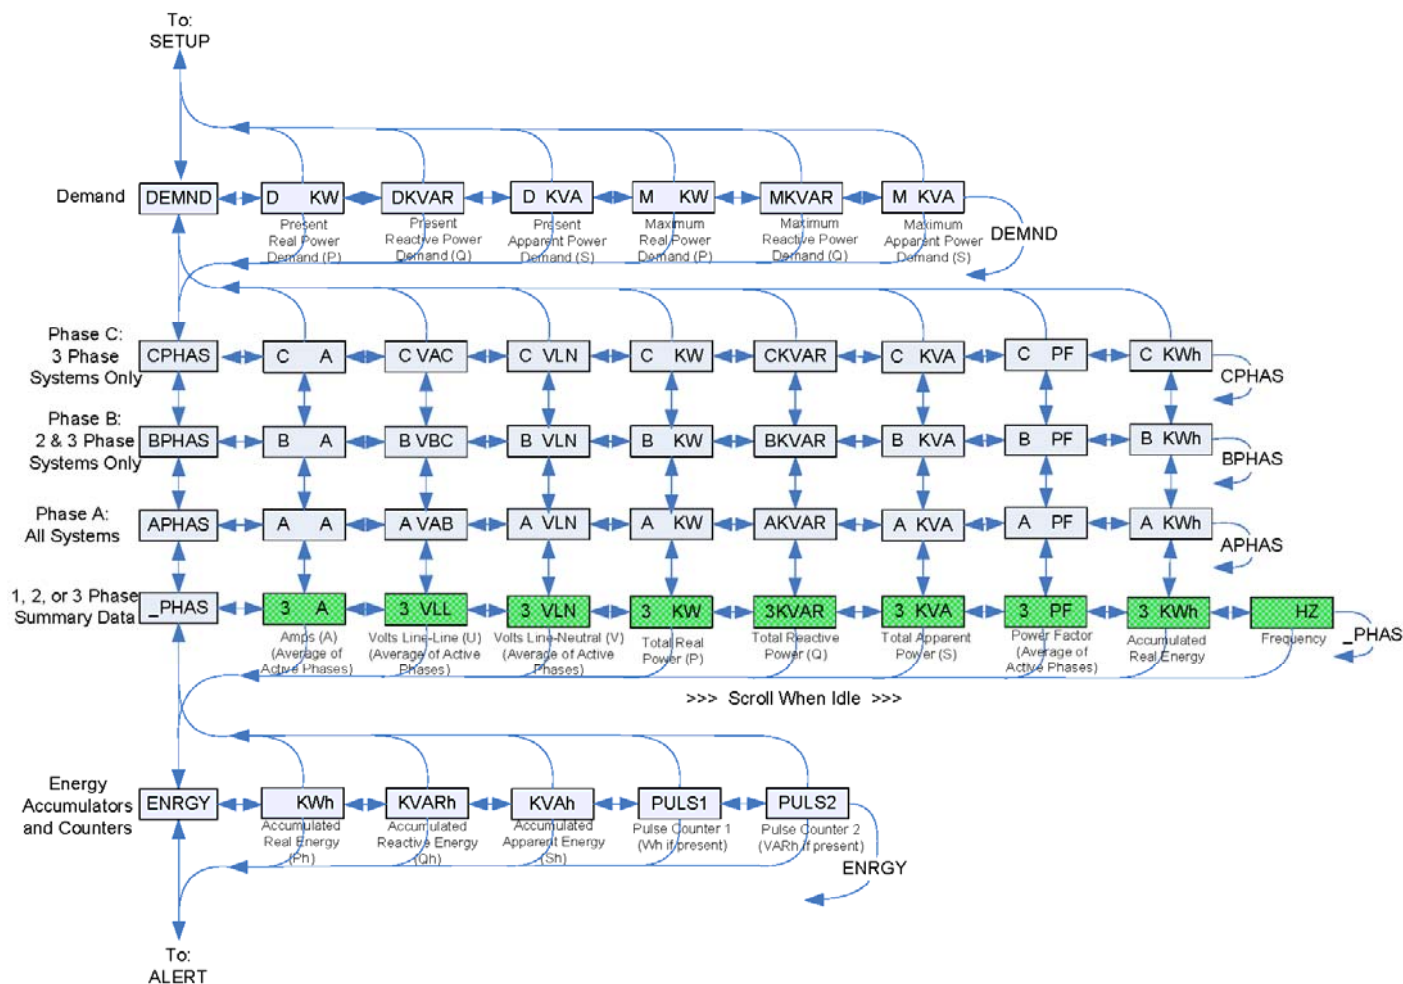 To:
SETUP
Demand
DEMND
D KW
DKVAR
D KVA
M KW
MKVAR
M KVA
Present
Real Power
Demand (P)
Present
Reactive Power
Demand (Q)
Present
Apparent Power
Demand (S)
Maximum
Real Power
Demand (P)
Maximum
Reactive Power
Demand (Q)
Maximum
Apparent Power
Demand (S)
DEMND
Phase C:
3 Phase
Systems Only
CPHAS
C A
C VAC
C VLN
C KW
CKVAR
C KVA
C PF
C KWh
CPHAS
Phase B:
2 & 3 Phase
Systems Only
BPHAS
B A
B VBC
B VLN
B KW
BKVAR
B KVA
B PF
B KWh
BPHAS
Phase A:
All Systems
APHAS
A A
A VAB
A VLN
A KW
AKVAR
A KVA
A PF
A KWh
APHAS
1, 2, or 3 Phase
Summary Data
_PHAS
3 A
3 VLL
3 VLN
3 KW
3KVAR
3 KVA
3 PF
3 KWh
HZ
_PHAS
Amps (A)
(Average of
Active Phases)
Volts Line-Line (U)
(Average of Active
Phases)
Volts Line-Neutral (V)
(Average of Active
Phases)
Total Real
Power (P)
Total Reactive
Power (Q)
Total Apparent
Power (S)
Power Factor
(Average of
Active Phases)
Accumulated
Real Energy
Frequency
>>> Scroll When Idle >>>
Energy
Accumulators
and Counters
ENRGY
KWh
KVARh
KVAh
PULS1
PULS2
Accumulated
Real Energy
(Ph)
Accumulated
Reactive Energy
(Qh)
Accumulated
Apparent Energy
(Sh)
Pulse Counter 1
(Wh if present)
Pulse Counter 2
(VARh if present)
ENRGY
To:
ALERT